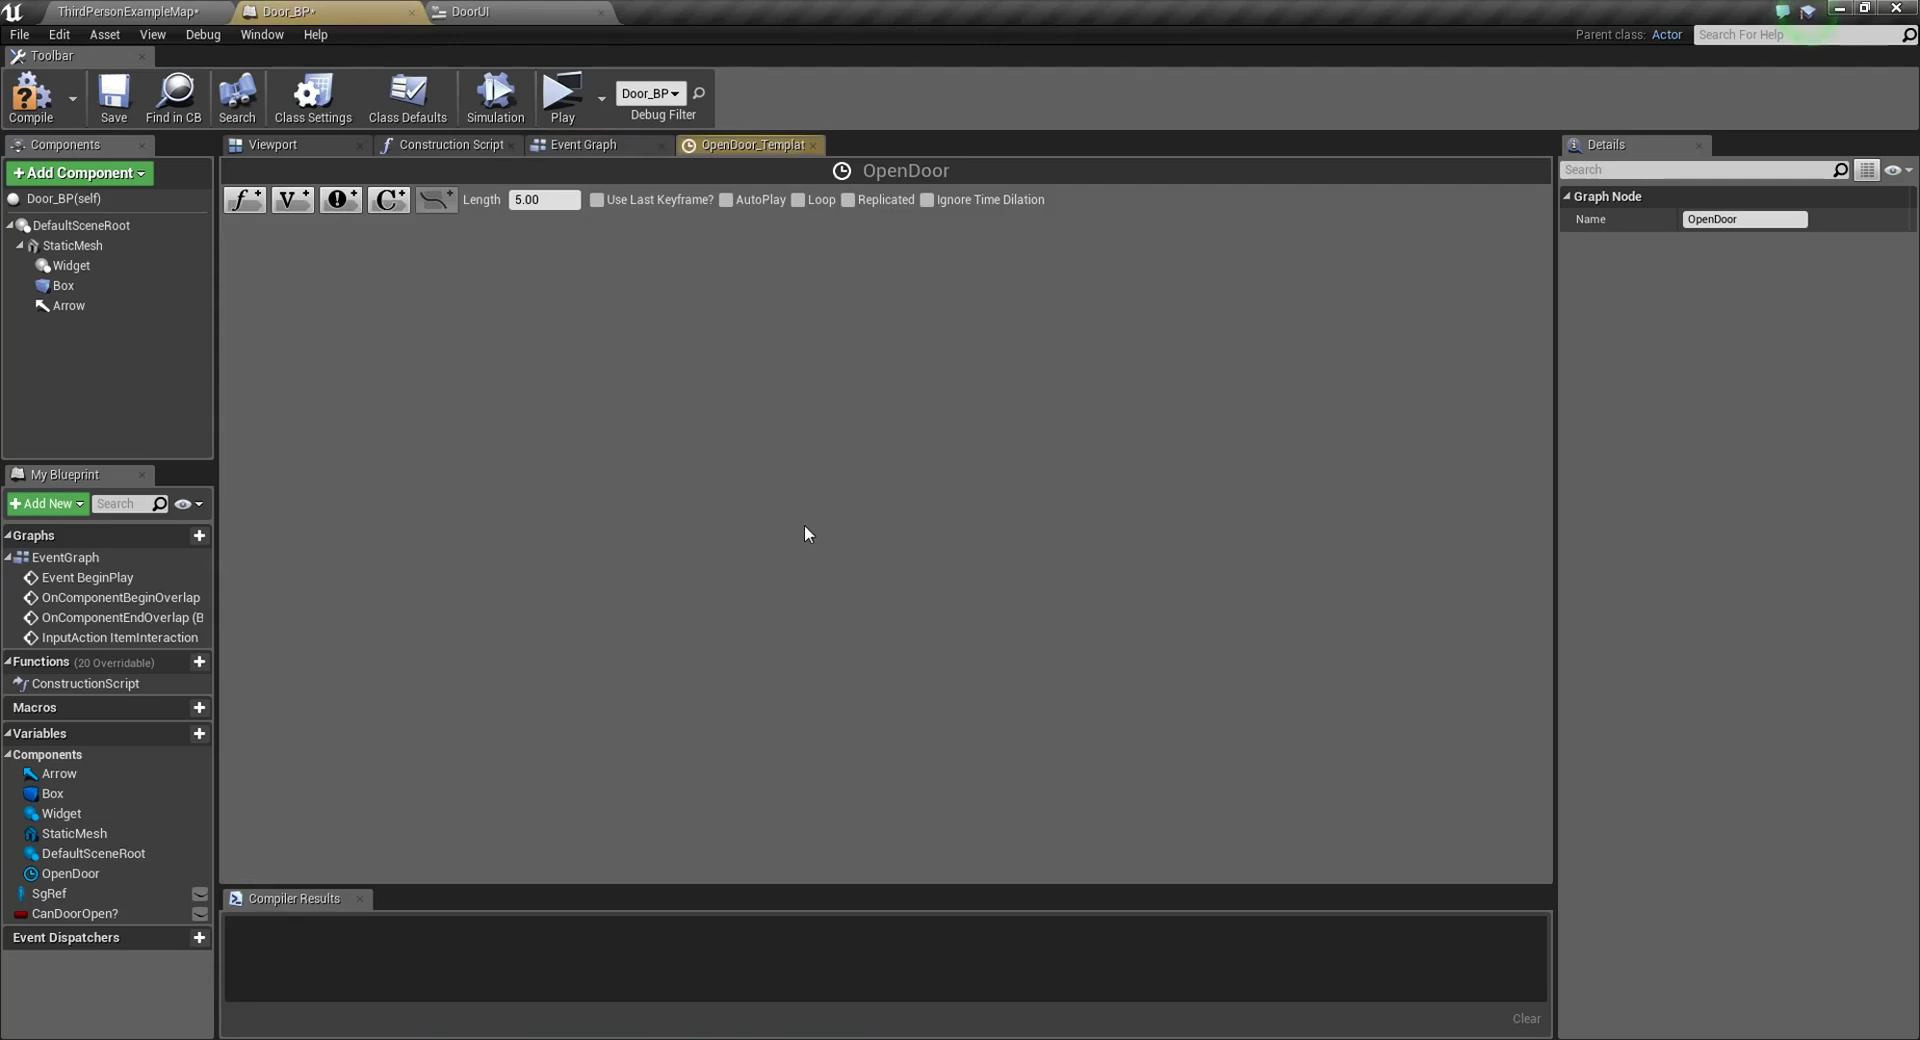 ThirdPersonExampleMap*
Door_BP*
DoorUI
File Edit Asset View Debug Window Help
Parent class: Actor
Search For Help
Toolbar
Compile
Save
Find in CB
Search
Class Settings
Class Defaults
Simulation
Play
Door_BP
Debug Filter
Components
+Add Component
Door_BP(self)
DefaultSceneRoot
StaticMesh
Widget
Box
Arrow
My Blueprint
+Add New
Search
Graphs
EventGraph
Event BeginPlay
OnComponentBeginOverlap
OnComponentEndOverlap (B
InputAction ItemInteraction
Functions (20 Overridable)
ConstructionScript
Macros
Variables
Components
Arrow
Box
Widget
StaticMesh
DefaultSceneRoot
OpenDoor
SgRef
CanDoorOpen?
Event Dispatchers
Viewport
Construction Script
Event Graph
OpenDoor_Templat
OpenDoor
f+ V+ !+ C+ Length 5.00 Use Last Keyframe? AutoPlay Loop Replicated Ignore Time Dilation
Compiler Results
Clear
Details
Search
Graph Node
Name OpenDoor